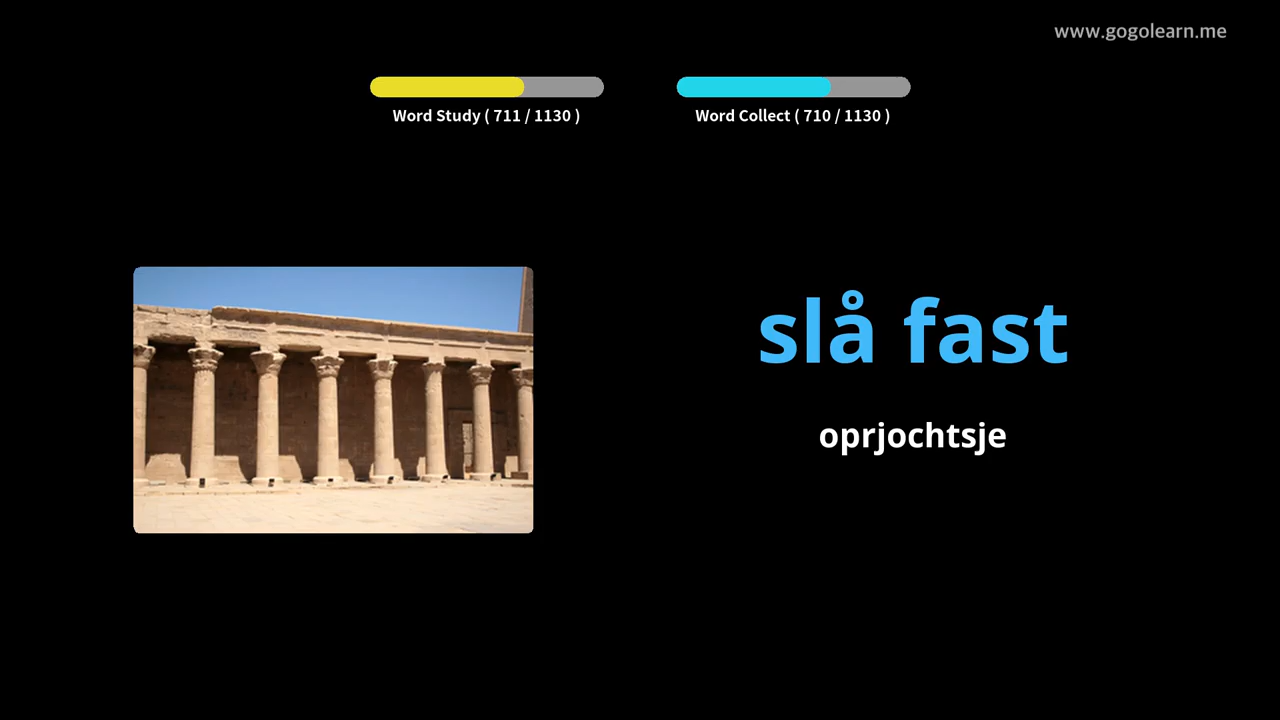 www.gogolearn.me
Word Study ( 711 / 1130 )
Word Collect ( 710 / 1130 )
slå fast
oprjochtsje